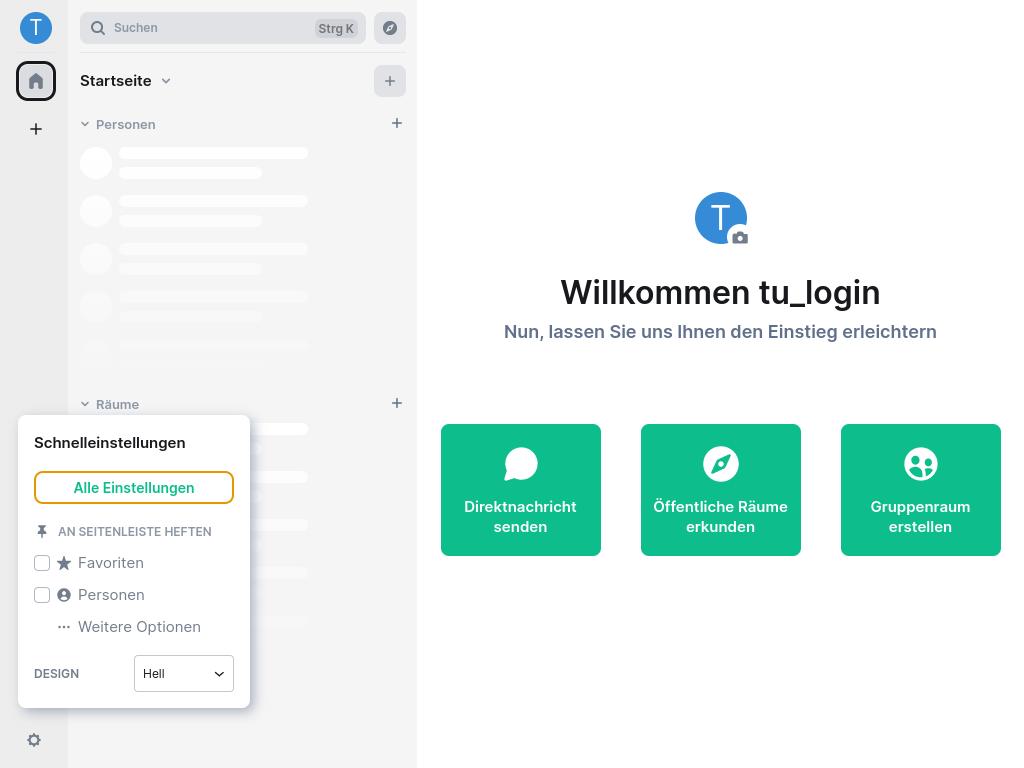 T
Suchen
Strg K
Startseite
Personen
Räume
Schnelleinstellungen
Alle Einstellungen
AN SEITENLEISTE HEFTEN
Favoriten
Personen
Weitere Optionen
DESIGN
Hell
T
Willkommen tu_login
Nun, lassen Sie uns Ihnen den Einstieg erleichtern
Direktnachricht
senden
Öffentliche Räume
erkunden
Gruppenraum
erstellen